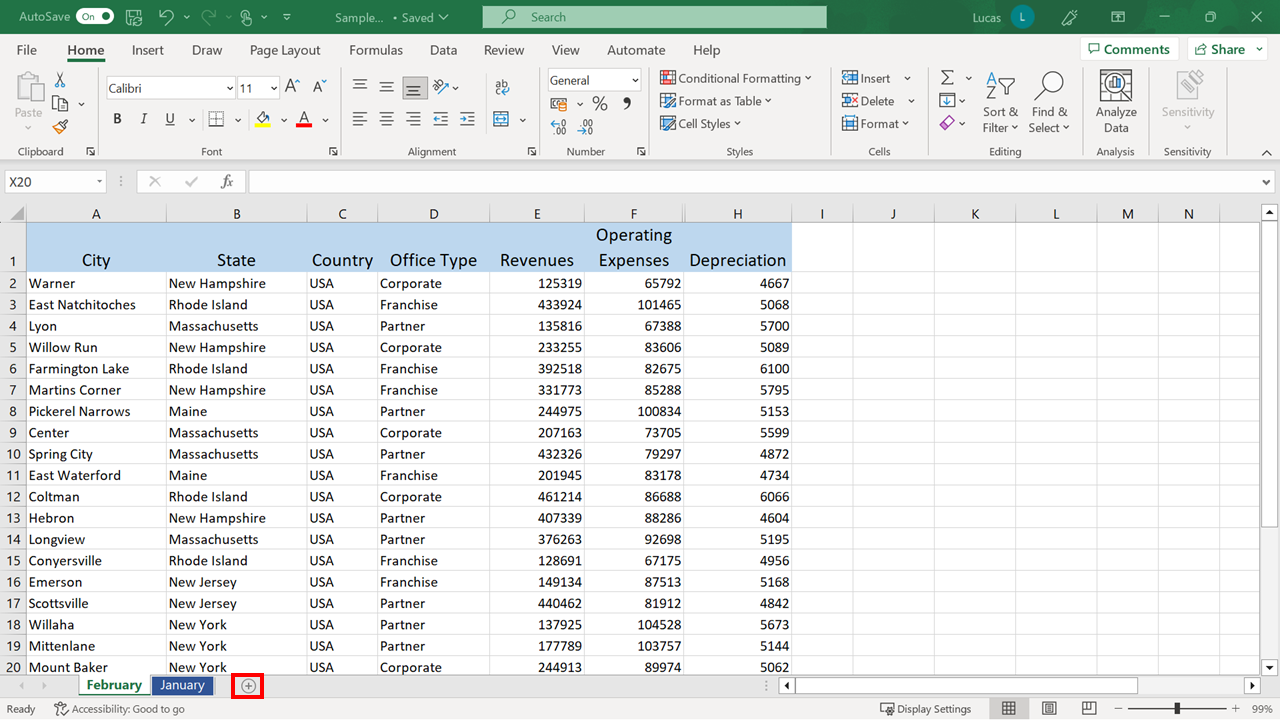 AutoSave On Sample... • Saved Search Lucas L
File Home Insert Draw Page Layout Formulas Data Review View Automate Help Comments Share
Paste
Clipboard
Calibri 11
B I U A
Font
ab
Alignment
General
% 9
.00
Number
Conditional Formatting
Format as Table
Cell Styles
Styles
Insert
Delete
Format
Cells
Sort & Filter
Find & Select
Editing
Analyze Data
Analysis
Sensitivity
Sensitivity
X20 fx
A B C D E F H I J K L M N
1 City State Country Office Type Revenues Operating Expenses Depreciation
2 Warner New Hampshire USA Corporate 125319 65792 4667
3 East Natchitoches Rhode Island USA Franchise 433924 101465 5068
4 Lyon Massachusetts USA Partner 135816 67388 5700
5 Willow Run New Hampshire USA Corporate 233255 83606 5089
6 Farmington Lake Rhode Island USA Franchise 392518 82675 6100
7 Martins Corner New Hampshire USA Franchise 331773 85288 5795
8 Pickerel Narrows Maine USA Partner 244975 100834 5153
9 Center Massachusetts USA Corporate 207163 73705 5599
10 Spring City Massachusetts USA Partner 432326 79297 4872
11 East Waterford Maine USA Franchise 201945 83178 4734
12 Coltman Rhode Island USA Corporate 461214 86688 6066
13 Hebron New Hampshire USA Partner 407339 88286 4604
14 Longview Massachusetts USA Partner 376263 92698 5195
15 Conyersville Rhode Island USA Franchise 128691 67175 4956
16 Emerson New Jersey USA Franchise 149134 87513 5168
17 Scottsville New Jersey USA Partner 440462 81912 4842
18 Willaha New York USA Partner 137925 104528 5673
19 Mittenlane New York USA Partner 177789 103757 5144
20 Mount Baker New York USA Corporate 244913 89974 5062
February January
Ready Accessibility: Good to go Display Settings 99%